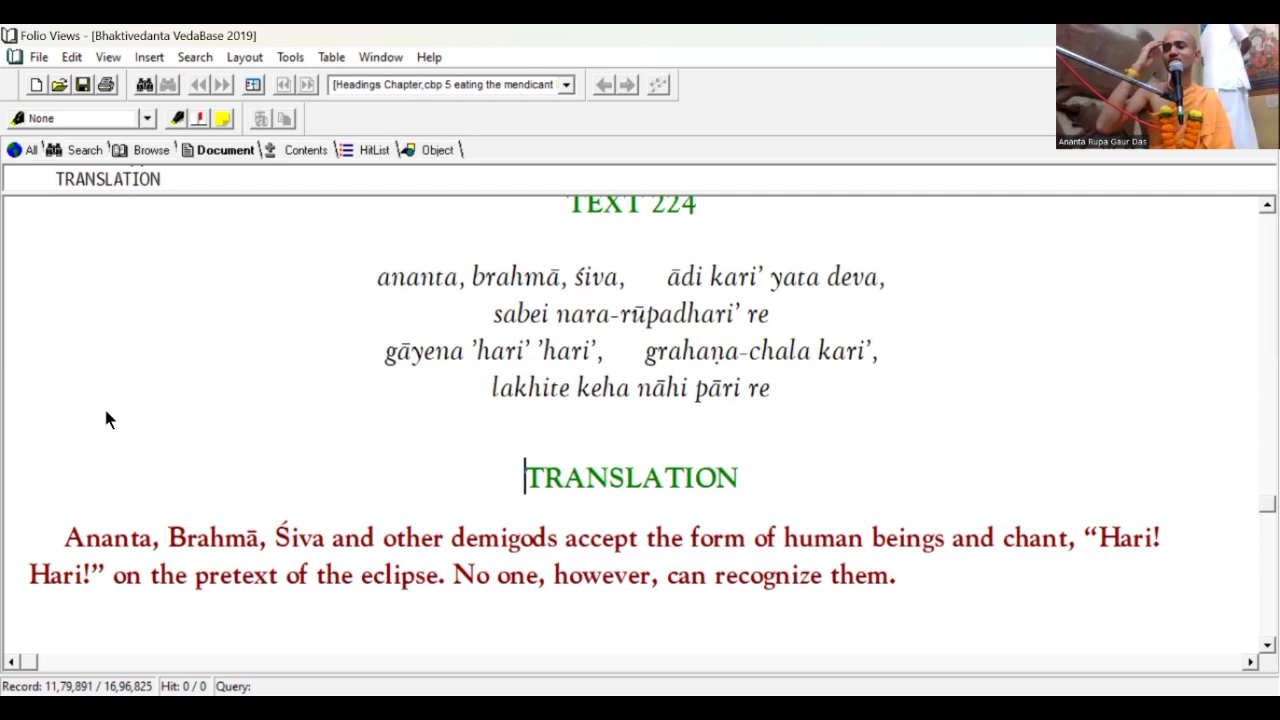 Folio Views - [Bhaktivedanta VedaBase 2019]
File Edit View Insert Search Layout Tools Table Window Help
[Headings Chapter,cbp 5 eating the mendicant
None
All Search Browse Document Contents HitList Object
TRANSLATION
TEXT 224
ananta, brahmā, śiva, ādi kari’ yata deva,
sabei nara-rūpadhari’ re
gāyena ’hari’ ’hari’, grahaṇa-chala kari’,
lakhite keha nāhi pāri re
TRANSLATION
Ananta, Brahmā, Śiva and other demigods accept the form of human beings and chant, “Hari!
Hari!” on the pretext of the eclipse. No one, however, can recognize them.
Record: 11,79,891 / 16,96,825 Hit: 0 / 0 Query:
Ananta Rupa Gaur Das